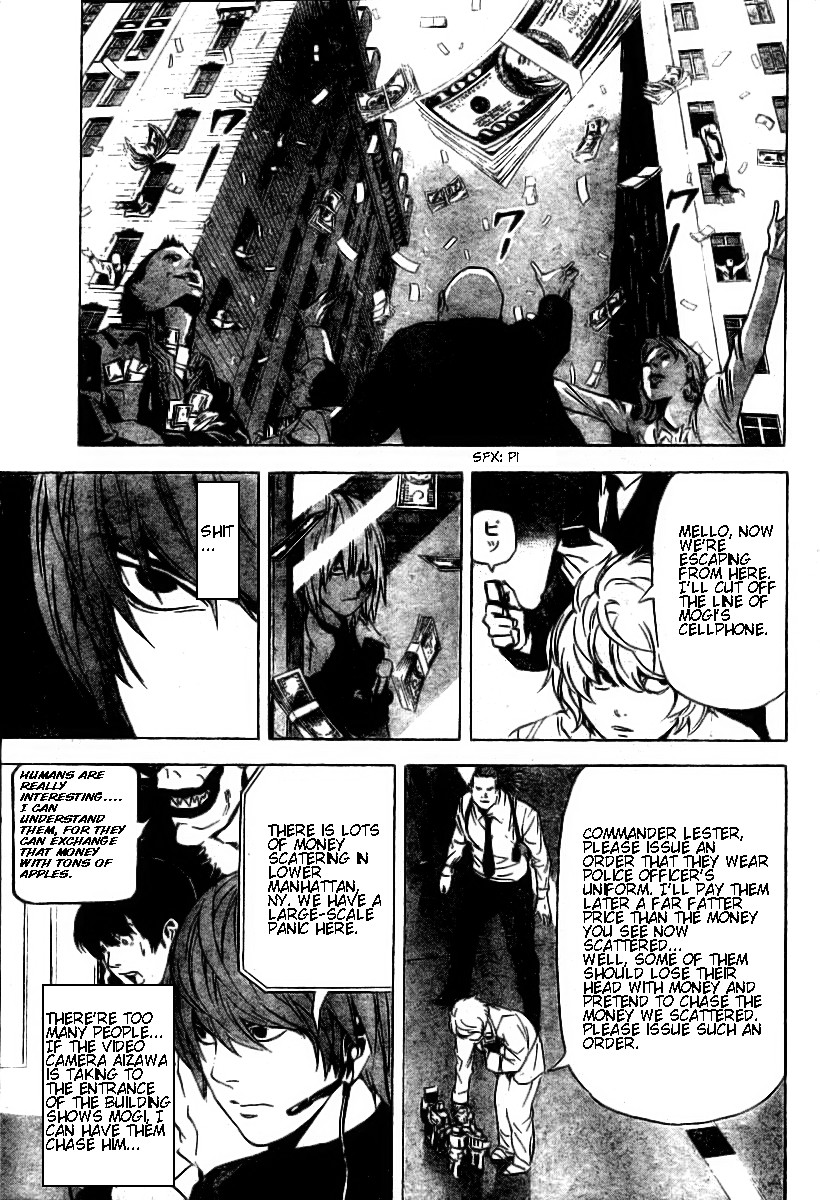 ワー
ワー
ワー
SFX: PI
MELLO, NOW
WE'RE
ESCAPING
FROM HERE.
I'LL CUT OFF
THE LINE OF
MOGI'S
CELLPHONE.
ピッ
SHIT
...
COMMANDER LESTER,
PLEASE ISSUE AN
ORDER THAT THEY WEAR
POLICE OFFICER'S
UNIFORM. I'LL PAY THEM
LATER A FAR FATTER
PRICE THAN THE MONEY
YOU SEE NOW
SCATTERED...
WELL, SOME OF THEM
SHOULD LOSE THEIR
HEAD WITH MONEY AND
PRETEND TO CHASE THE
MONEY WE SCATTERED.
PLEASE ISSUE SUCH AN
ORDER.
THERE IS LOTS
OF MONEY
SCATERING IN
LOWER
MANHATTAN,
NY. WE HAVE A
LARGE-SCALE
PANIC HERE.
HUMANS ARE
REALLY
INTERESTING....
I CAN
UNDERSTAND
THEM, FOR THEY
CAN EXCHANGE
THAT MONEY
WITH TONS OF
APPLES.
THERE'RE TOO
MANY PEOPLE...
IF THE VIDEO
CAMERA AIZAWA
IS TAKING TO
THE ENTRANCE
OF THE BUILDING
SHOWS MOGI, I
CAN HAVE THEM
CHASE HIM...